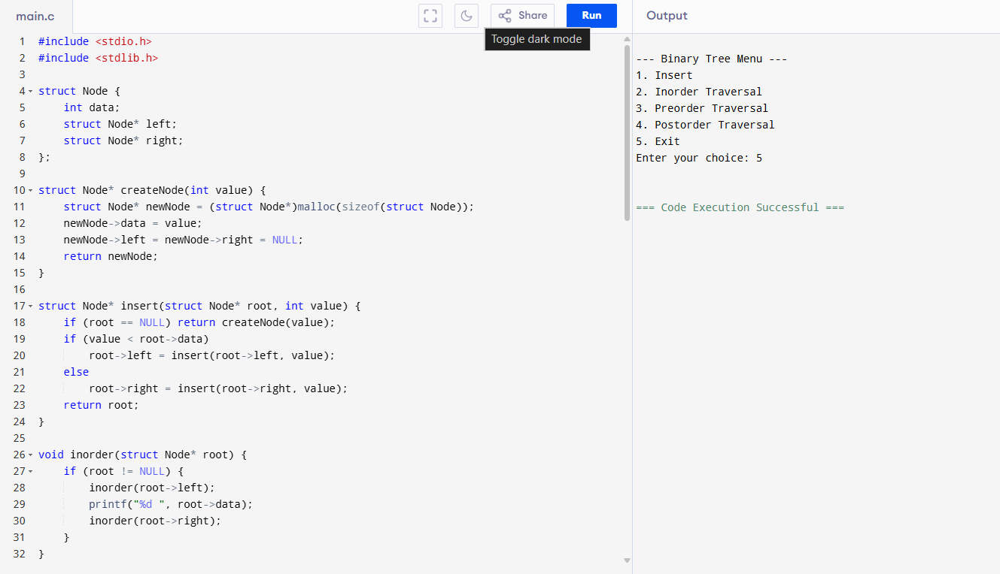 main.c
Share
Run
Output
Toggle dark mode
1 #include <stdio.h>
2 #include <stdlib.h>
3
4 struct Node {
5     int data;
6     struct Node* left;
7     struct Node* right;
8 };
9
10 struct Node* createNode(int value) {
11     struct Node* newNode = (struct Node*)malloc(sizeof(struct Node));
12     newNode->data = value;
13     newNode->left = newNode->right = NULL;
14     return newNode;
15 }
16
17 struct Node* insert(struct Node* root, int value) {
18     if (root == NULL) return createNode(value);
19     if (value < root->data)
20         root->left = insert(root->left, value);
21     else
22         root->right = insert(root->right, value);
23     return root;
24 }
25
26 void inorder(struct Node* root) {
27     if (root != NULL) {
28         inorder(root->left);
29         printf("%d ", root->data);
30         inorder(root->right);
31     }
32 }
--- Binary Tree Menu ---
1. Insert
2. Inorder Traversal
3. Preorder Traversal
4. Postorder Traversal
5. Exit
Enter your choice: 5
=== Code Execution Successful ===